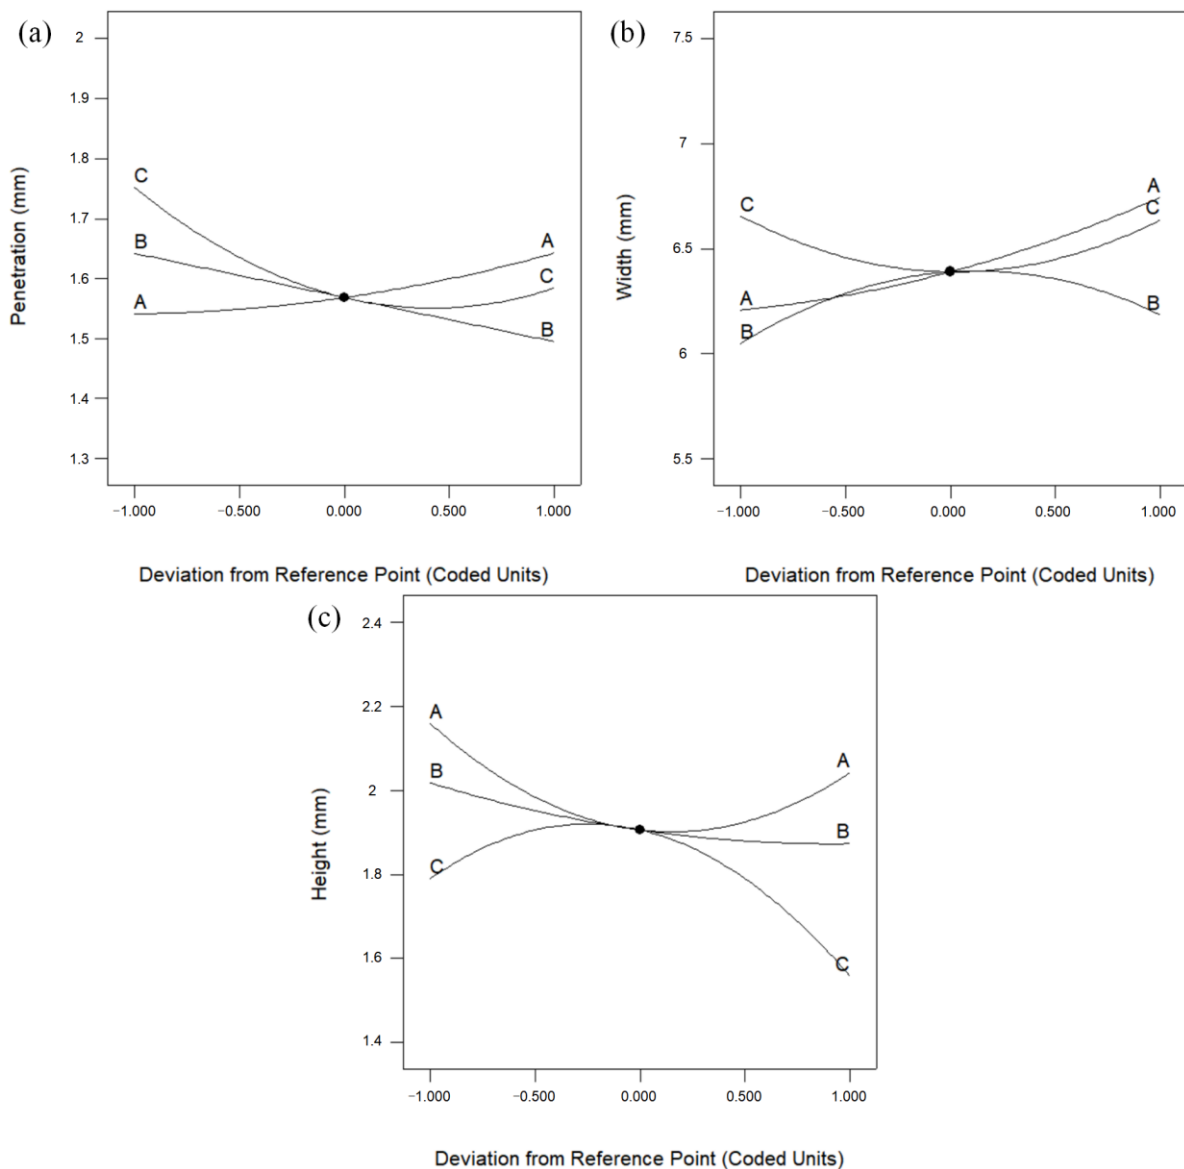 (a)
Penetration (mm)
2
1.9
1.8
1.7
1.6
1.5
1.4
1.3
C
B
A
A
C
B
−1.000
−0.500
0.000
0.500
1.000
Deviation from Reference Point (Coded Units)
(b)
Width (mm)
7.5
7
6.5
6
5.5
C
A
B
A
C
B
−1.000
−0.500
0.000
0.500
1.000
Deviation from Reference Point (Coded Units)
(c)
Height (mm)
2.4
2.2
2
1.8
1.6
1.4
A
B
C
A
B
C
−1.000
−0.500
0.000
0.500
1.000
Deviation from Reference Point (Coded Units)